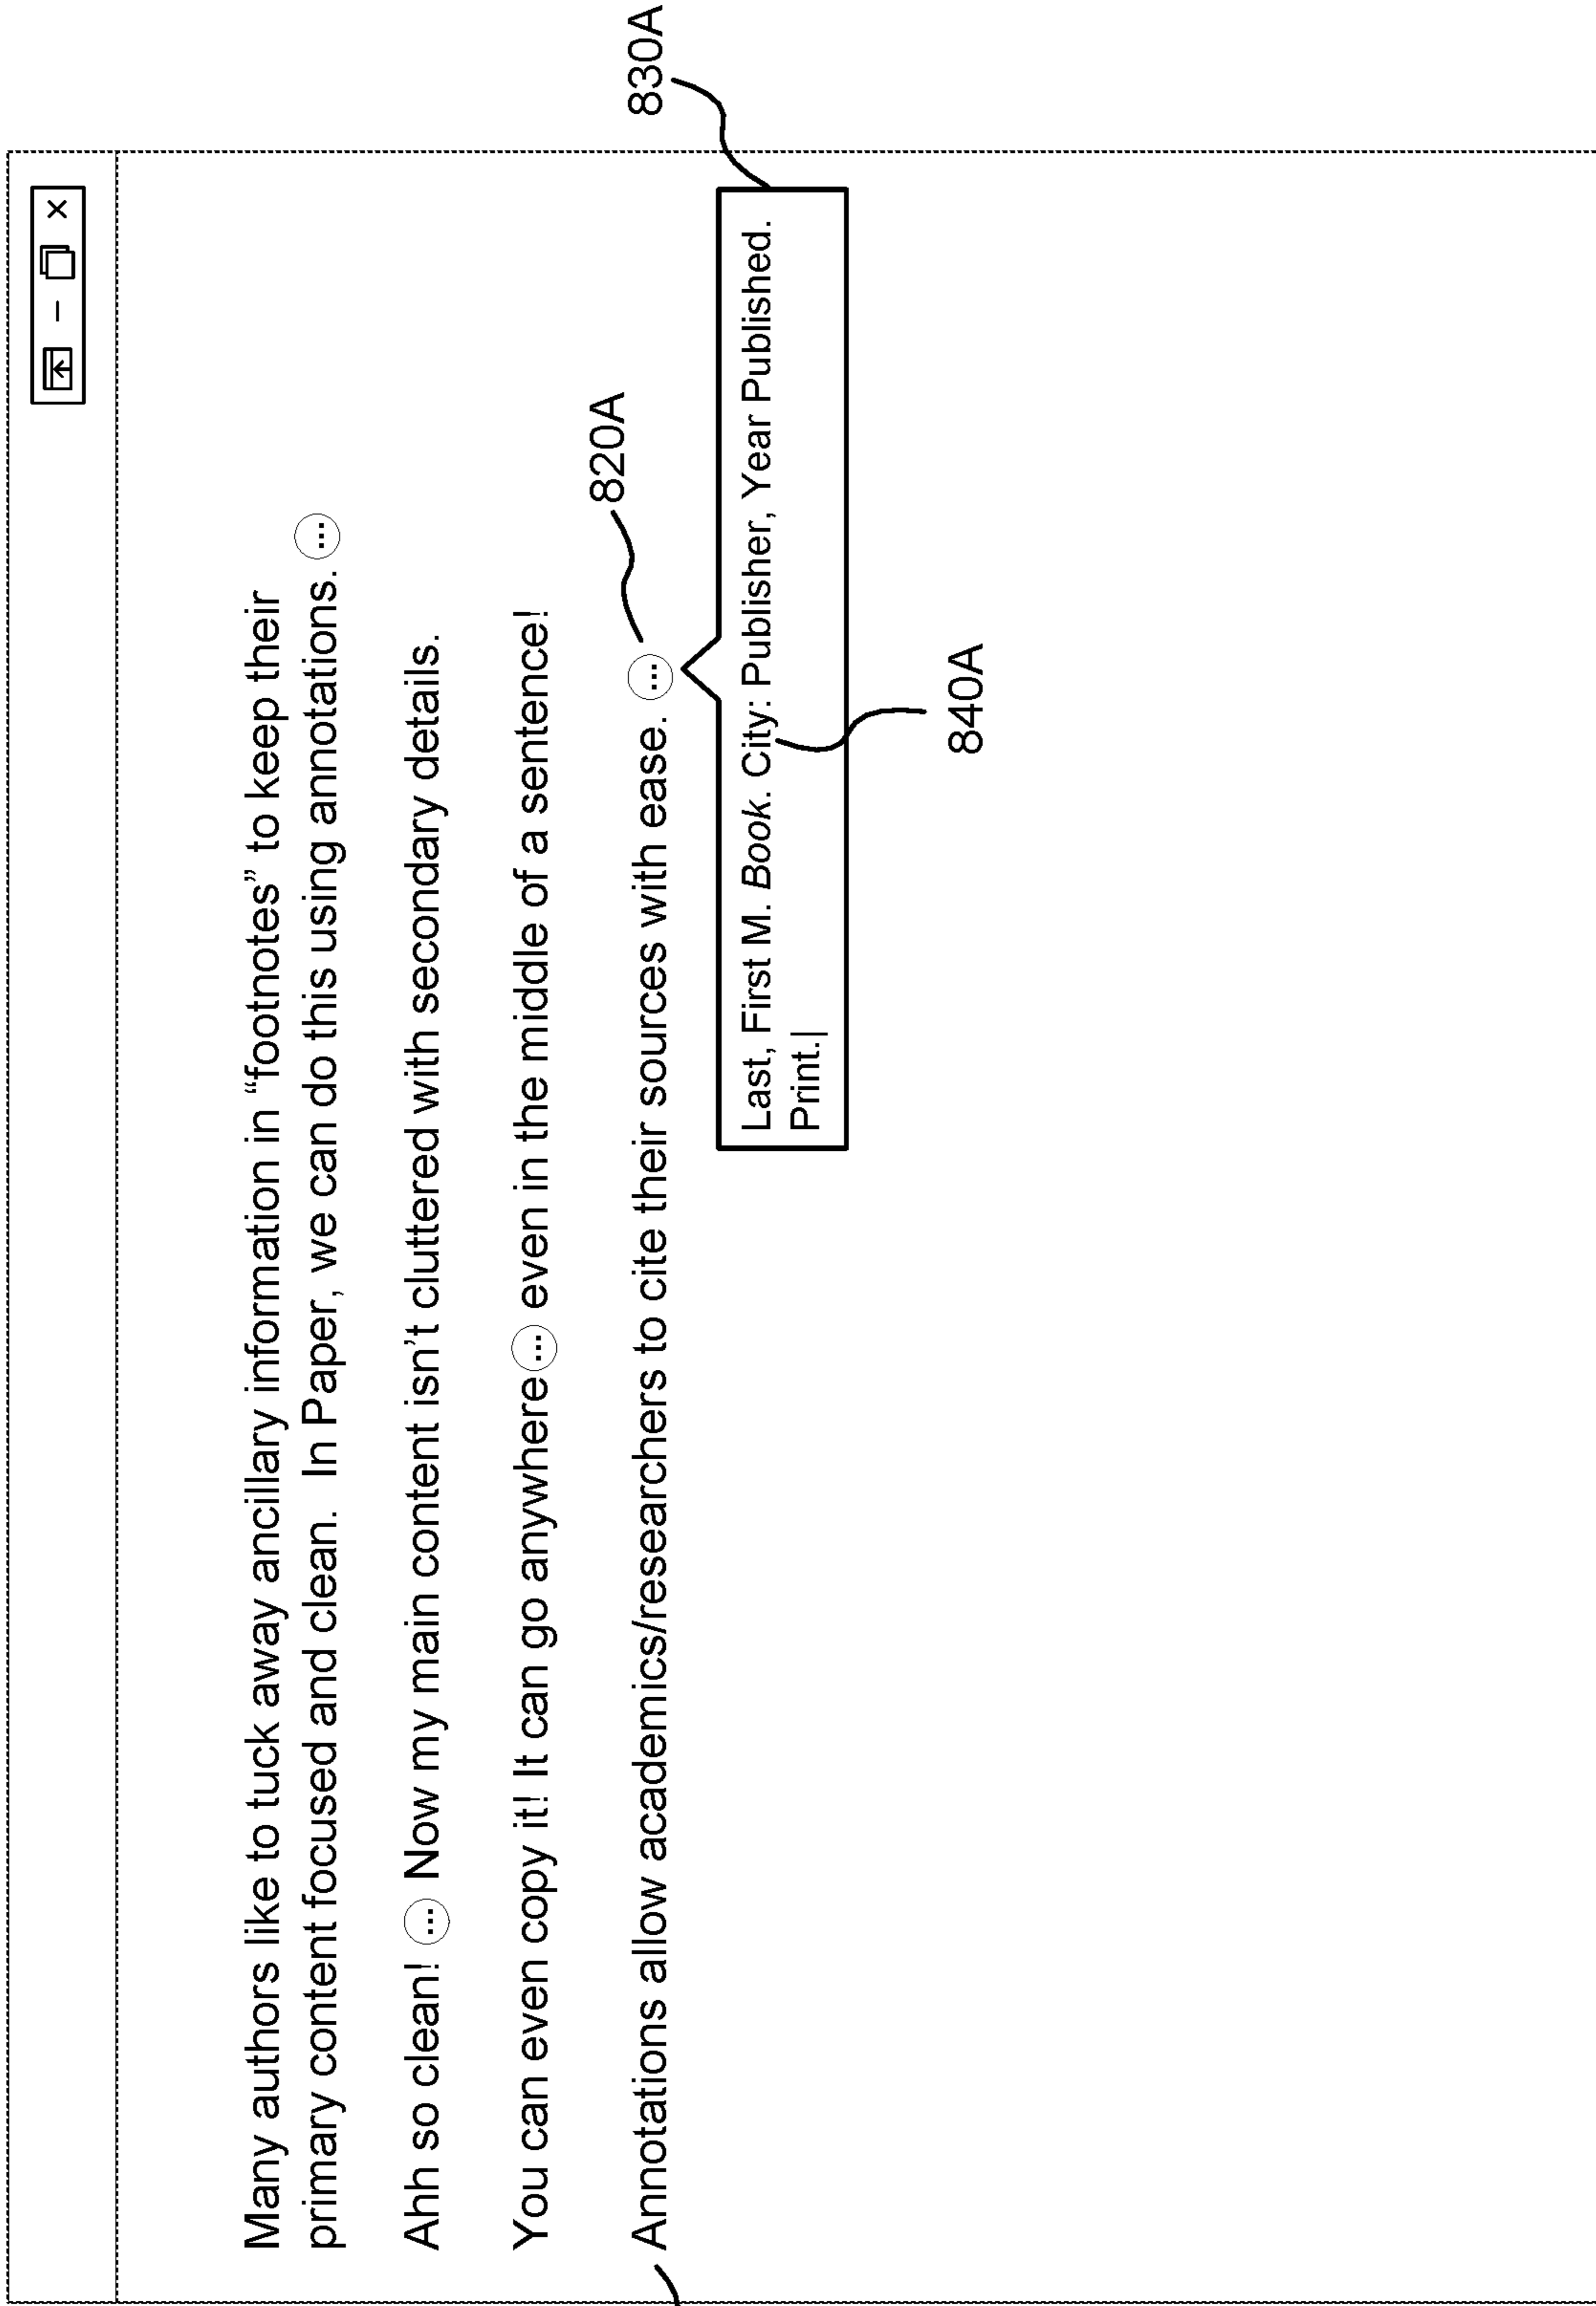 Many authors like to tuck away ancillary information in “footnotes” to keep their
primary content focused and clean.  In Paper, we can do this using annotations. ...
Ahh so clean! ... Now my main content isn’t cluttered with secondary details.
You can even copy it! It can go anywhere ... even in the middle of a sentence!
Annotations allow academics/researchers to cite their sources with ease. ...
820A
830A
Last, First M. Book. City: Publisher, Year Published.
Print.
840A